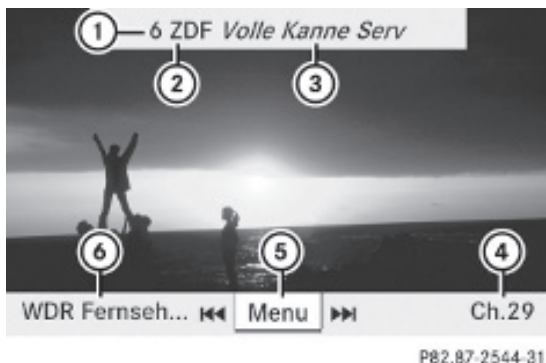 1 6 ZDF Volle Kanne Serv
2 3
6 5 4
WDR Fernseh... Menu Ch.29
P82.87-2544-31